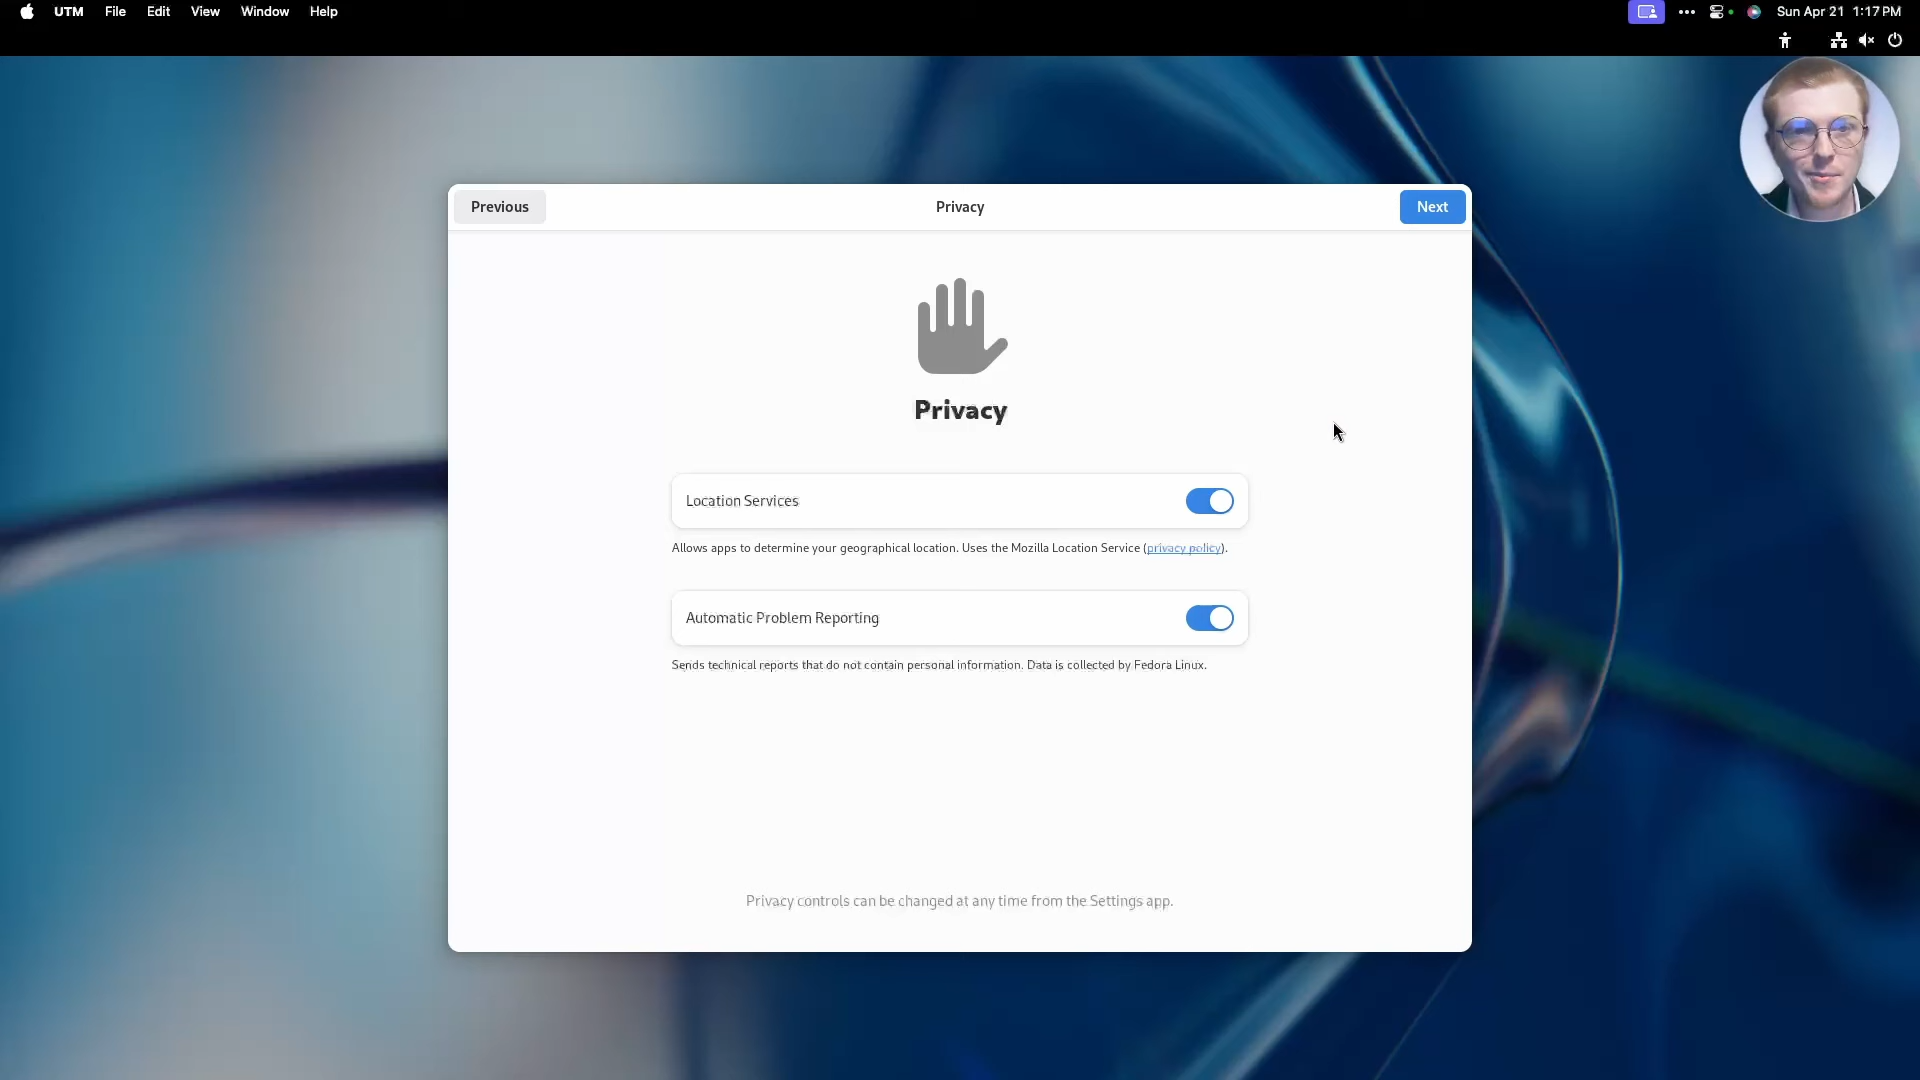 UTM File Edit View Window Help Sun Apr 21 1:17 PM
Previous Privacy Next
Privacy
Location Services
Allows apps to determine your geographical location. Uses the Mozilla Location Service (privacy policy).
Automatic Problem Reporting
Sends technical reports that do not contain personal information. Data is collected by Fedora Linux.
Privacy controls can be changed at any time from the Settings app.